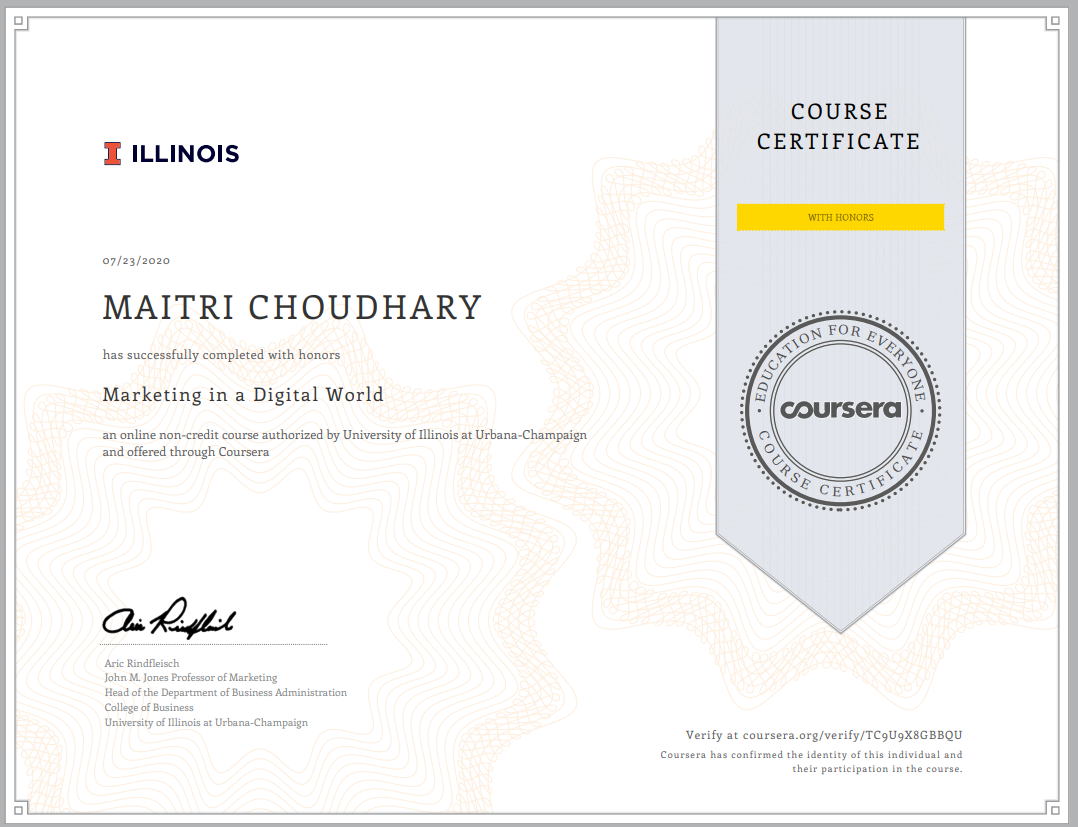 ILLINOIS
07/23/2020
MAITRI CHOUDHARY
has successfully completed with honors
Marketing in a Digital World
an online non-credit course authorized by University of Illinois at Urbana-Champaign
and offered through Coursera
Aric Rindfleisch
Aric Rindfleisch
John M. Jones Professor of Marketing
Head of the Department of Business Administration
College of Business
University of Illinois at Urbana-Champaign
COURSE
CERTIFICATE
WITH HONORS
EDUCATION FOR EVERYONE
coursera
COURSE CERTIFICATE
Verify at coursera.org/verify/TC9U9X8GBBQU
Coursera has confirmed the identity of this individual and
their participation in the course.